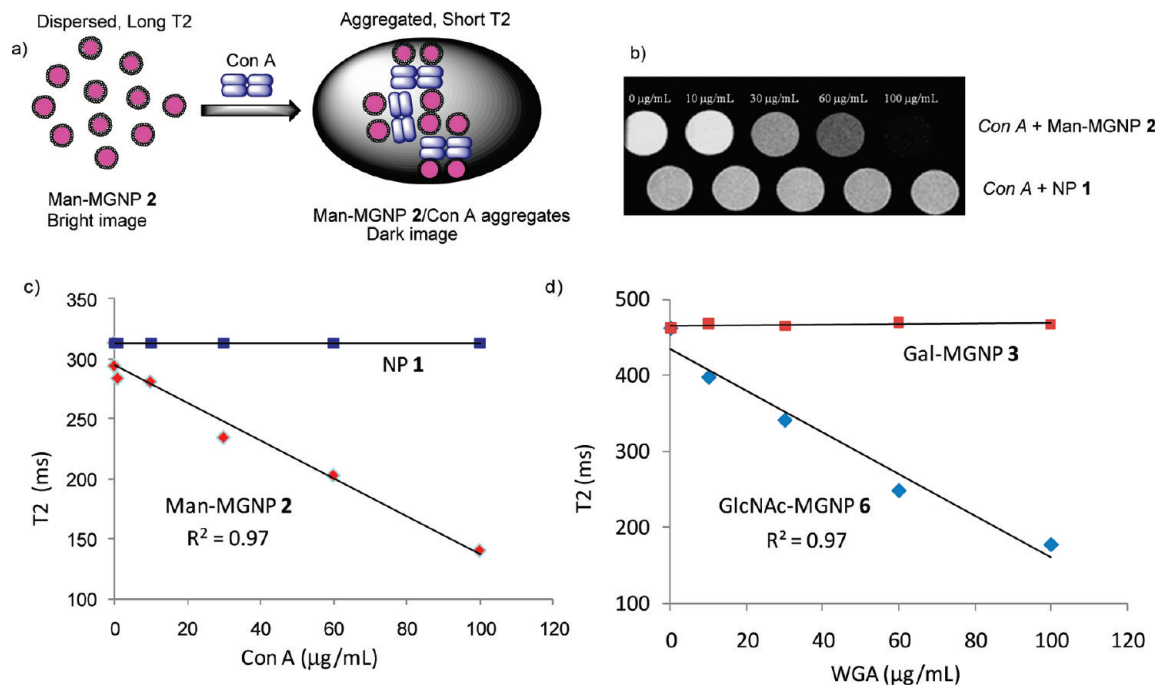 a)
Dispersed, Long T2
Con A
Aggregated, Short T2
Man-MGNP 2
Bright image
Man-MGNP 2/Con A aggregates
Dark image
b)
0 µg/mL 10 µg/mL 30 µg/mL 60 µg/mL 100 µg/mL
Con A + Man-MGNP 2
Con A + NP 1
c)
350
300
250
200
150
100
T2 (ms)
NP 1
Man-MGNP 2
R² = 0.97
0 20 40 60 80 100 120
Con A (µg/mL)
d)
500
400
300
200
100
T2 (ms)
Gal-MGNP 3
GlcNAc-MGNP 6
R² = 0.97
0 20 40 60 80 100 120
WGA (µg/mL)